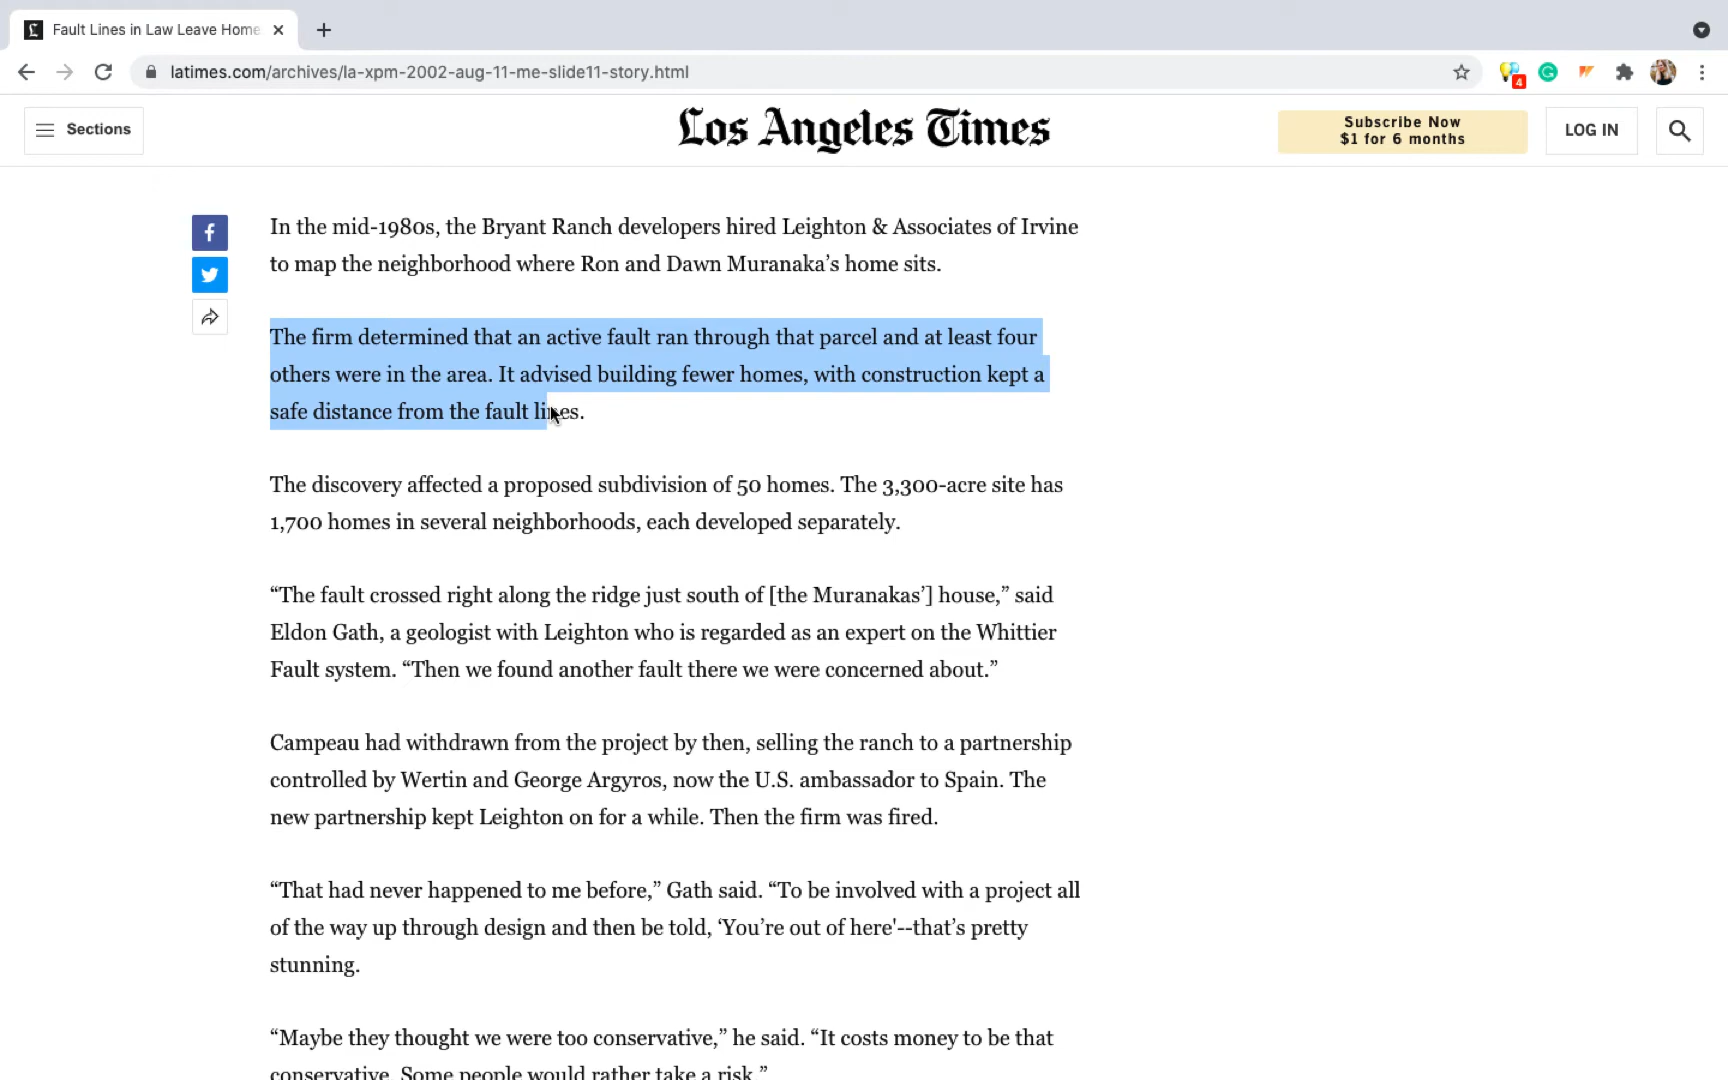 Fault Lines in Law Leave Home
latimes.com/archives/la-xpm-2002-aug-11-me-slide11-story.html
4
Sections
Los Angeles Times
Subscribe Now
$1 for 6 months
LOG IN
In the mid-1980s, the Bryant Ranch developers hired Leighton & Associates of Irvine
to map the neighborhood where Ron and Dawn Muranaka’s home sits.
The firm determined that an active fault ran through that parcel and at least four
others were in the area. It advised building fewer homes, with construction kept a
safe distance from the fault lines.
The discovery affected a proposed subdivision of 50 homes. The 3,300-acre site has
1,700 homes in several neighborhoods, each developed separately.
“The fault crossed right along the ridge just south of [the Muranakas’] house,” said
Eldon Gath, a geologist with Leighton who is regarded as an expert on the Whittier
Fault system. “Then we found another fault there we were concerned about.”
Campeau had withdrawn from the project by then, selling the ranch to a partnership
controlled by Wertin and George Argyros, now the U.S. ambassador to Spain. The
new partnership kept Leighton on for a while. Then the firm was fired.
“That had never happened to me before,” Gath said. “To be involved with a project all
of the way up through design and then be told, ‘You’re out of here'--that’s pretty
stunning.
“Maybe they thought we were too conservative,” he said. “It costs money to be that
conservative. Some people would rather take a risk.”